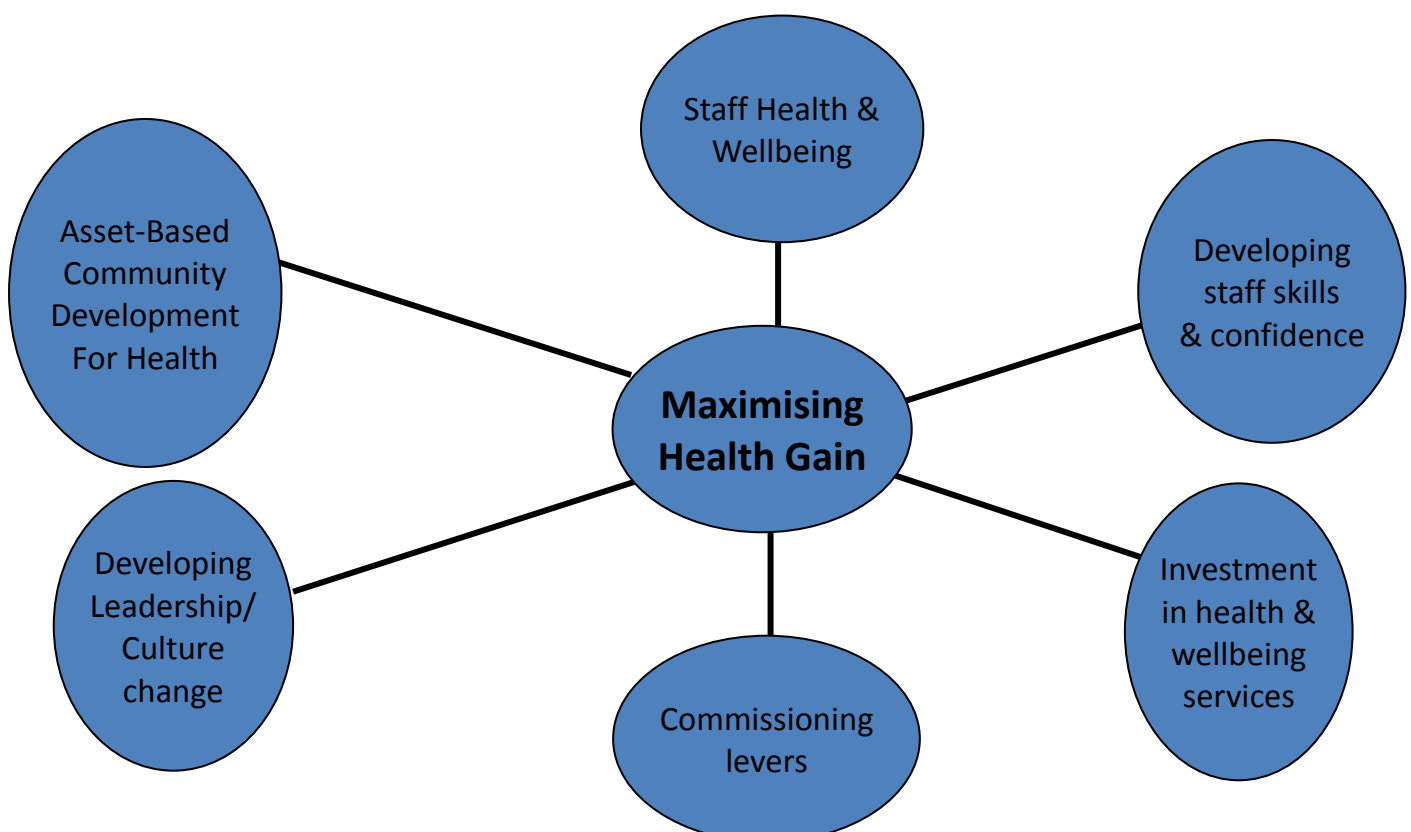 Staff Health &
Wellbeing
Asset-Based
Community
Development
For Health
Developing
staff skills
& confidence
Maximising
Health Gain
Developing
Leadership/
Culture
change
Investment
in health &
wellbeing
services
Commissioning
levers